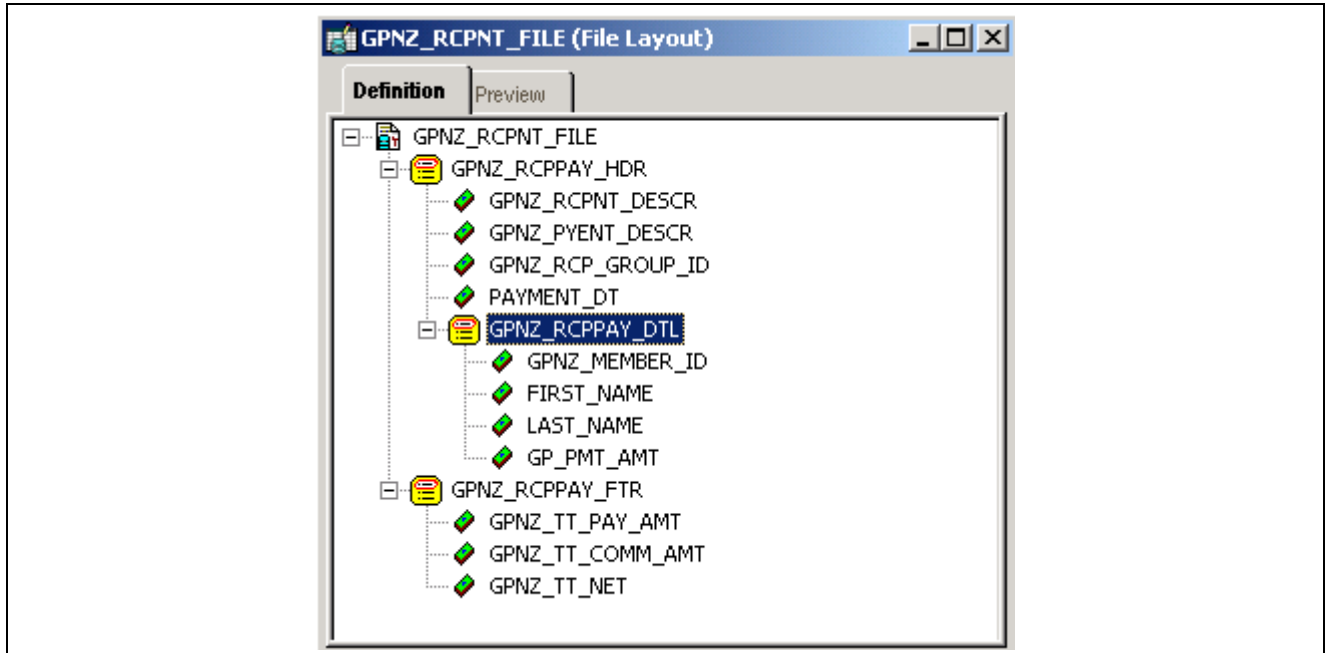 GPNZ_RCPNT_FILE (File Layout)
Definition Preview
GPNZ_RCPNT_FILE
GPNZ_RCPPAY_HDR
GPNZ_RCPNT_DESCR
GPNZ_PYENT_DESCR
GPNZ_RCP_GROUP_ID
PAYMENT_DT
GPNZ_RCPPAY_DTL
GPNZ_MEMBER_ID
FIRST_NAME
LAST_NAME
GP_PMT_AMT
GPNZ_RCPPAY_FTR
GPNZ_TT_PAY_AMT
GPNZ_TT_COMM_AMT
GPNZ_TT_NET